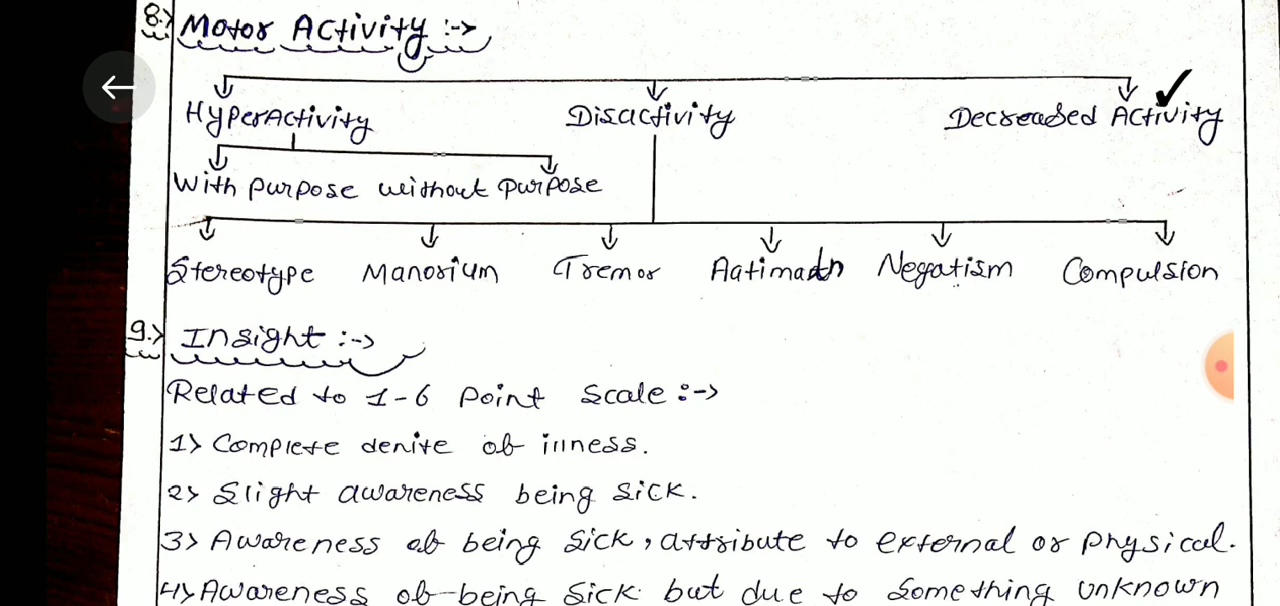 8.> Motor Activity :->
Hyperactivity Disactivity Decreased Activity
With purpose without purpose
Stereotype Manorium Tremor Negatism Compulsion
9.> Insight :->
Related to 1-6 Point Scale :->
1> Complete denite of illness.
2> Slight awareness being sick.
3> Awareness of being sick, attribute to external or physical.
4> Awareness of being sick but due to something unknown